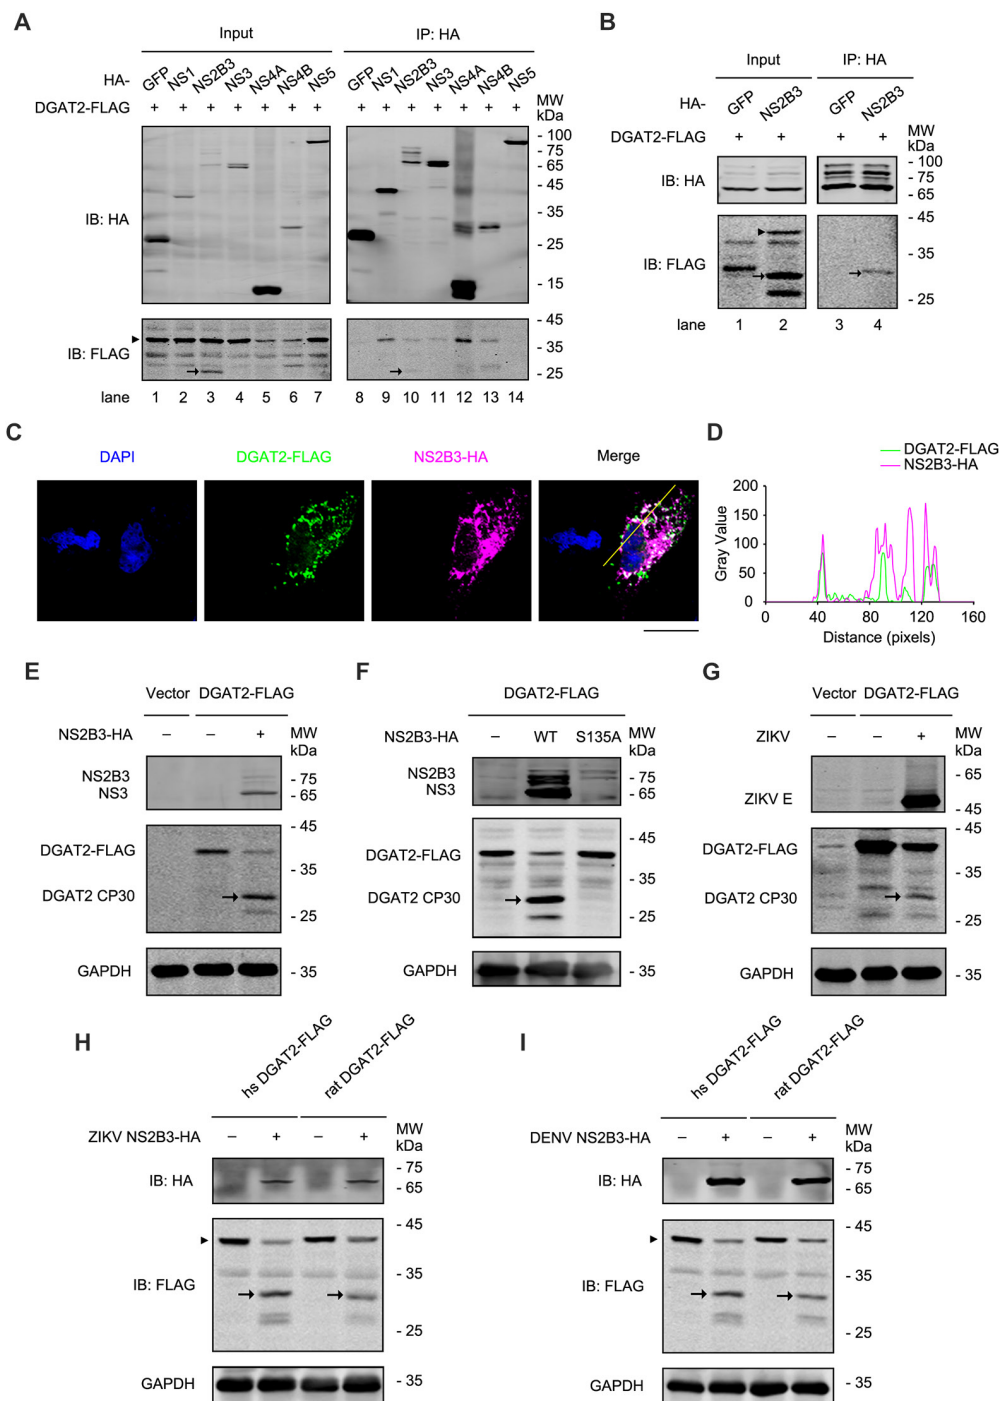 A
Input IP: HA
HA- GFP NS1 NS2B3 NS3 NS4A NS4B NS5 GFP NS1 NS2B3 NS3 NS4A NS4B NS5
DGAT2-FLAG + + + + + + + + + + + + + +
MW
kDa
IB: HA
- 100
- 75
- 65
- 45
- 35
- 25
- 15
IB: FLAG
- 45
- 35
- 25
lane 1 2 3 4 5 6 7 8 9 10 11 12 13 14
B
Input IP: HA
HA- GFP NS2B3 GFP NS2B3
DGAT2-FLAG + + + +
MW
kDa
IB: HA
- 100
- 75
- 65
IB: FLAG
- 45
- 35
- 25
lane 1 2 3 4
C
DAPI DGAT2-FLAG NS2B3-HA Merge
D
DGAT2-FLAG
NS2B3-HA
Gray Value
200
150
100
50
0
0 40 80 120 160
Distance (pixels)
E
Vector DGAT2-FLAG
NS2B3-HA – – +
MW
kDa
NS2B3
NS3
- 75
- 65
DGAT2-FLAG
DGAT2 CP30
- 45
- 35
- 25
GAPDH - 35
F
DGAT2-FLAG
NS2B3-HA – WT S135A
MW
kDa
NS2B3
NS3
- 75
- 65
DGAT2-FLAG
DGAT2 CP30
- 45
- 35
- 25
GAPDH - 35
G
Vector DGAT2-FLAG
ZIKV – – +
MW
kDa
ZIKV E
- 65
- 45
DGAT2-FLAG
DGAT2 CP30
- 45
- 35
- 25
GAPDH - 35
H
hs DGAT2-FLAG rat DGAT2-FLAG
ZIKV NS2B3-HA – + – +
MW
kDa
IB: HA
- 75
- 65
IB: FLAG
- 45
- 35
- 25
GAPDH - 35
I
hs DGAT2-FLAG rat DGAT2-FLAG
DENV NS2B3-HA – + – +
MW
kDa
IB: HA
- 75
- 65
IB: FLAG
- 45
- 35
- 25
GAPDH - 35